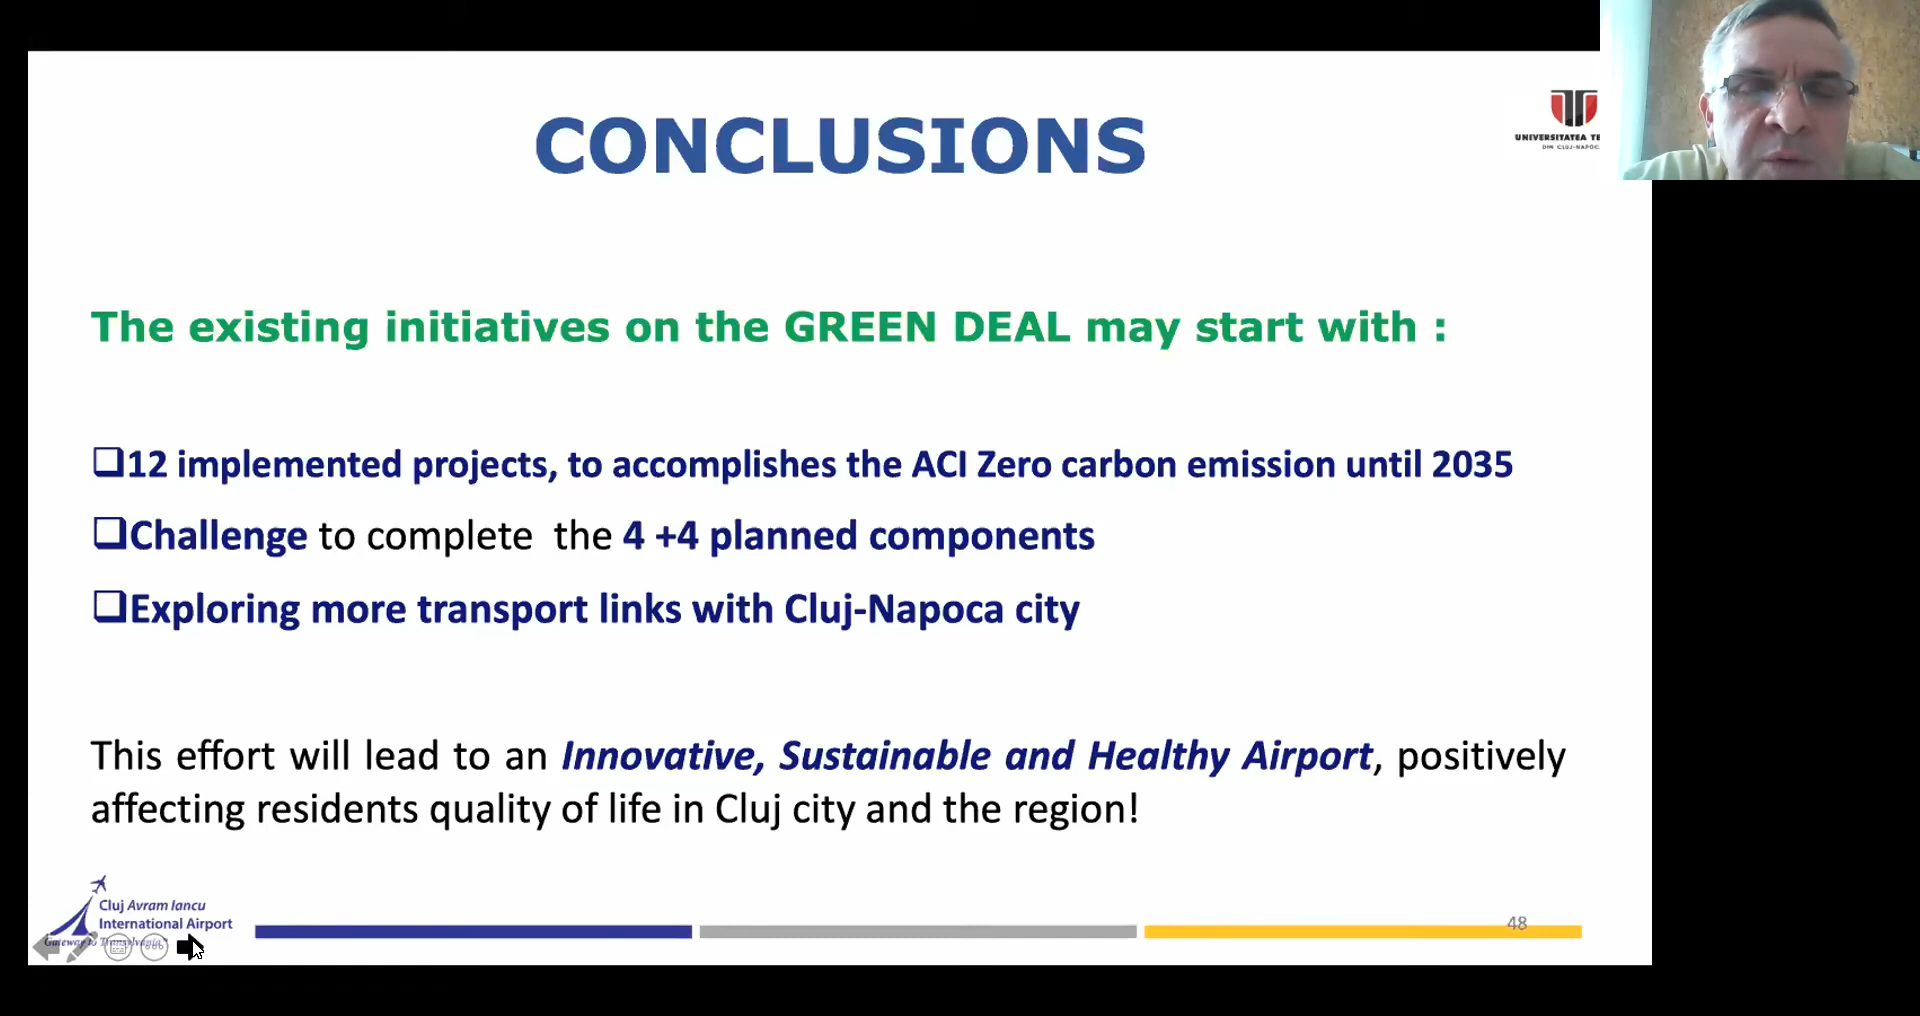 CONCLUSIONS
UNIVERSITATEA TE
DIN CLUJ-NAPOC
The existing initiatives on the GREEN DEAL may start with :
12 implemented projects, to accomplishes the ACI Zero carbon emission until 2035
Challenge to complete the 4 +4 planned components
Exploring more transport links with Cluj-Napoca city
This effort will lead to an Innovative, Sustainable and Healthy Airport, positively
affecting residents quality of life in Cluj city and the region!
Cluj Avram Iancu
International Airport
Gateway to Transylvania
48